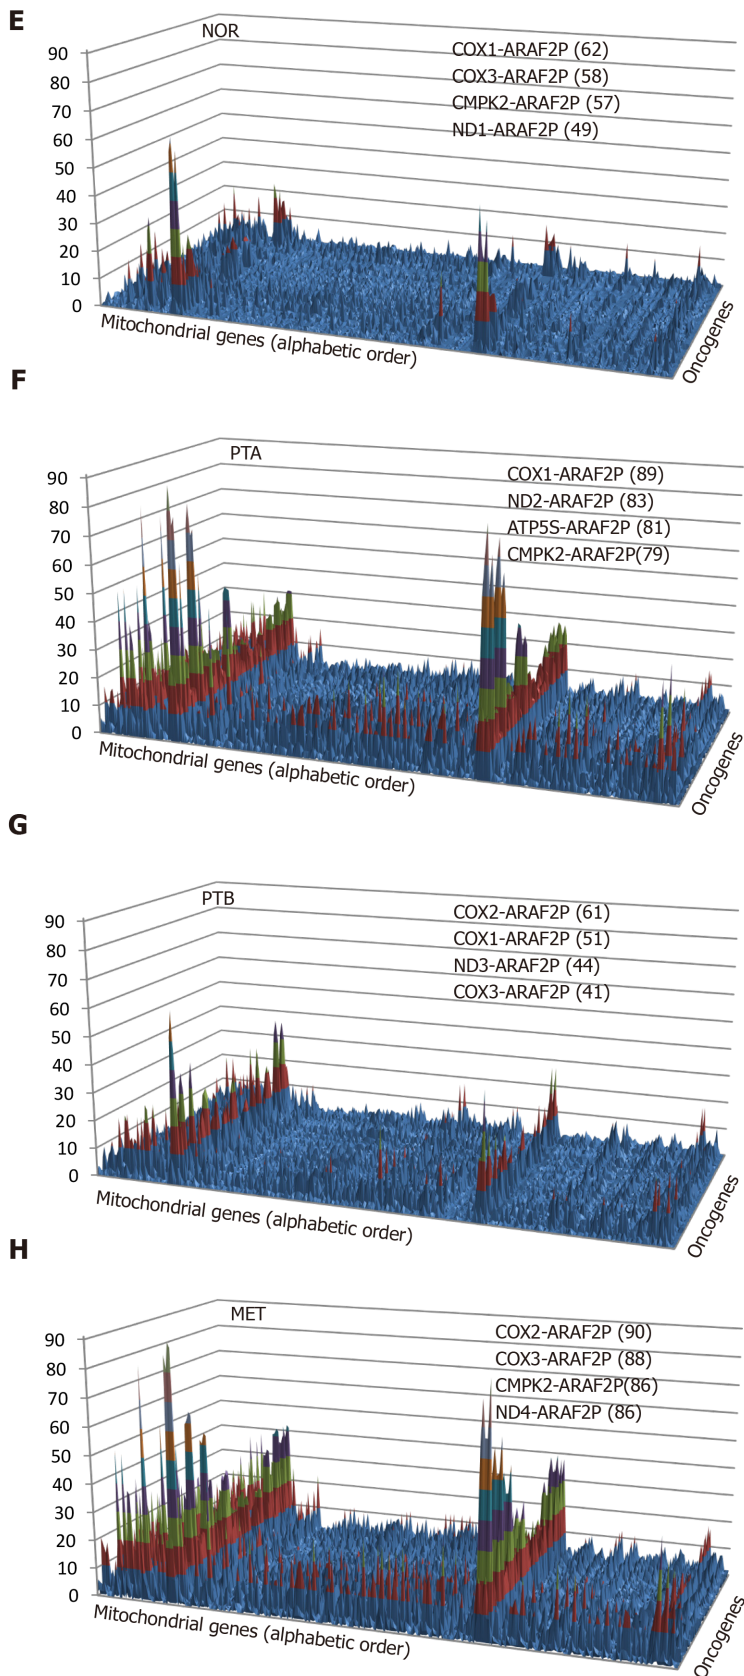 E
NOR
COX1-ARAF2P (62)
COX3-ARAF2P (58)
CMPK2-ARAF2P (57)
ND1-ARAF2P (49)
90
80
70
60
50
40
30
20
10
0
Mitochondrial genes (alphabetic order)
Oncogenes
F
PTA
COX1-ARAF2P (89)
ND2-ARAF2P (83)
ATP5S-ARAF2P (81)
CMPK2-ARAF2P(79)
90
80
70
60
50
40
30
20
10
0
Mitochondrial genes (alphabetic order)
Oncogenes
G
PTB
COX2-ARAF2P (61)
COX1-ARAF2P (51)
ND3-ARAF2P (44)
COX3-ARAF2P (41)
90
80
70
60
50
40
30
20
10
0
Mitochondrial genes (alphabetic order)
Oncogenes
H
MET
COX2-ARAF2P (90)
COX3-ARAF2P (88)
CMPK2-ARAF2P(86)
ND4-ARAF2P (86)
90
80
70
60
50
40
30
20
10
0
Mitochondrial genes (alphabetic order)
Oncogenes